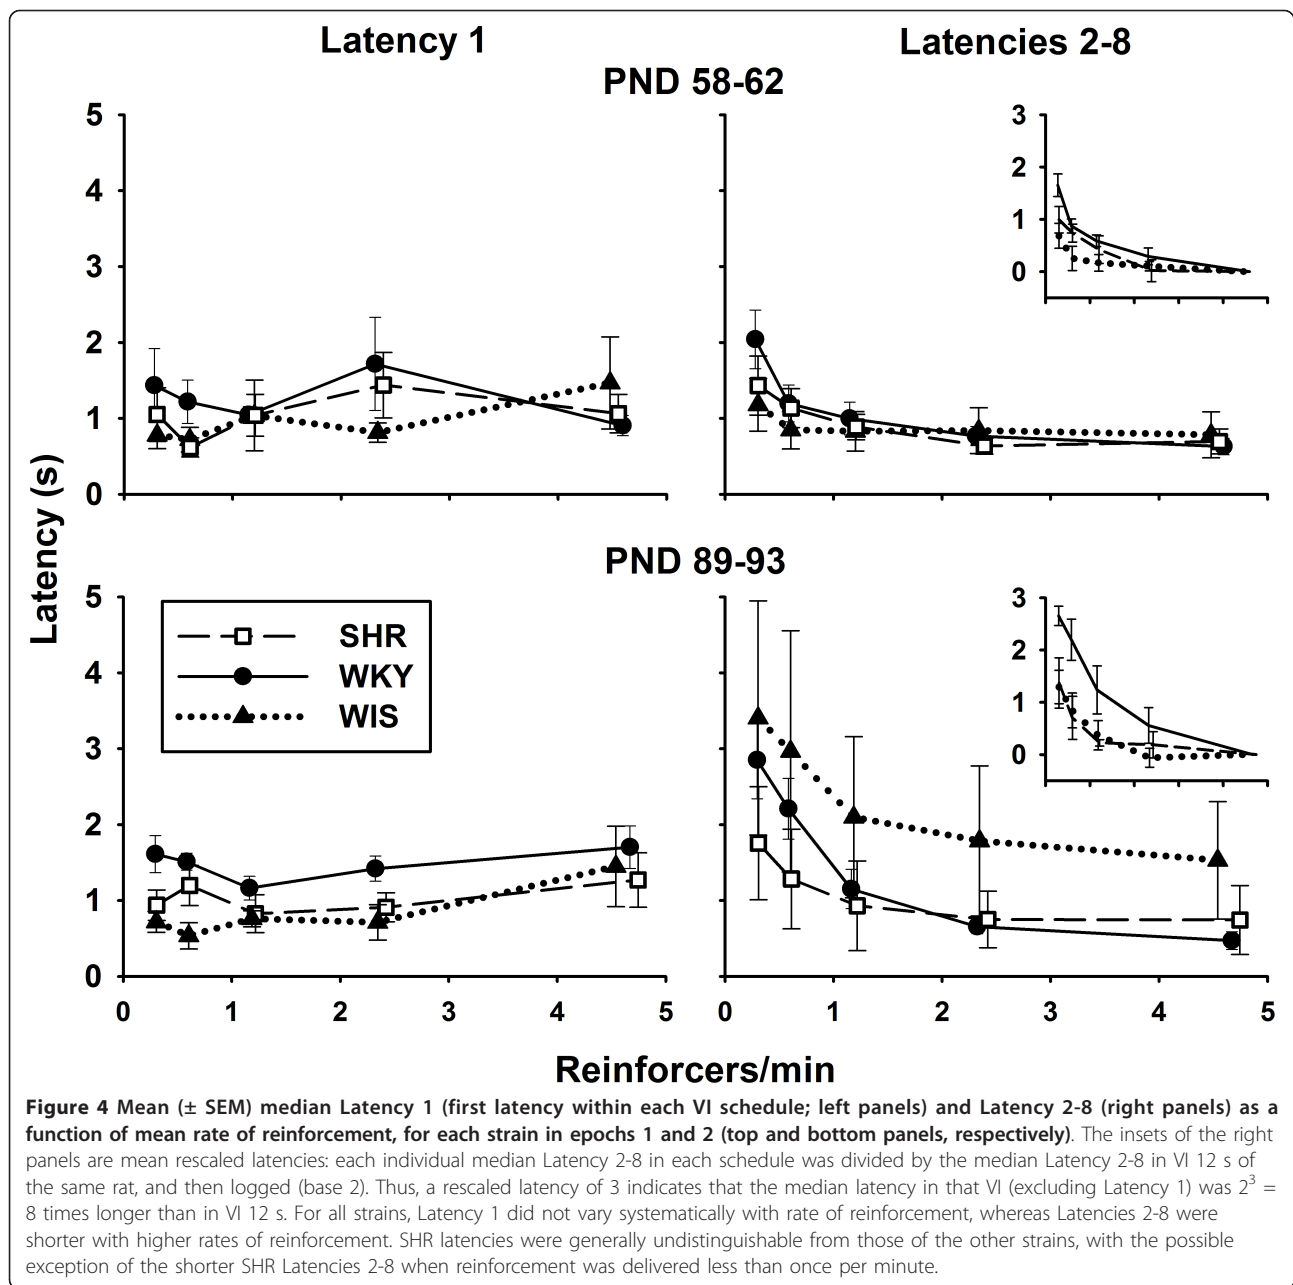 Latency 1
Latencies 2-8
PND 58-62
5
4
3
2
1
0
3
2
1
0
PND 89-93
Latency (s)
5
4
3
2
1
0
SHR
WKY
WIS
3
2
1
0
0 1 2 3 4 5
0 1 2 3 4 5
Reinforcers/min
Figure 4 Mean (± SEM) median Latency 1 (first latency within each VI schedule; left panels) and Latency 2-8 (right panels) as a
function of mean rate of reinforcement, for each strain in epochs 1 and 2 (top and bottom panels, respectively). The insets of the right
panels are mean rescaled latencies: each individual median Latency 2-8 in each schedule was divided by the median Latency 2-8 in VI 12 s of
the same rat, and then logged (base 2). Thus, a rescaled latency of 3 indicates that the median latency in that VI (excluding Latency 1) was 2³ =
8 times longer than in VI 12 s. For all strains, Latency 1 did not vary systematically with rate of reinforcement, whereas Latencies 2-8 were
shorter with higher rates of reinforcement. SHR latencies were generally undistinguishable from those of the other strains, with the possible
exception of the shorter SHR Latencies 2-8 when reinforcement was delivered less than once per minute.